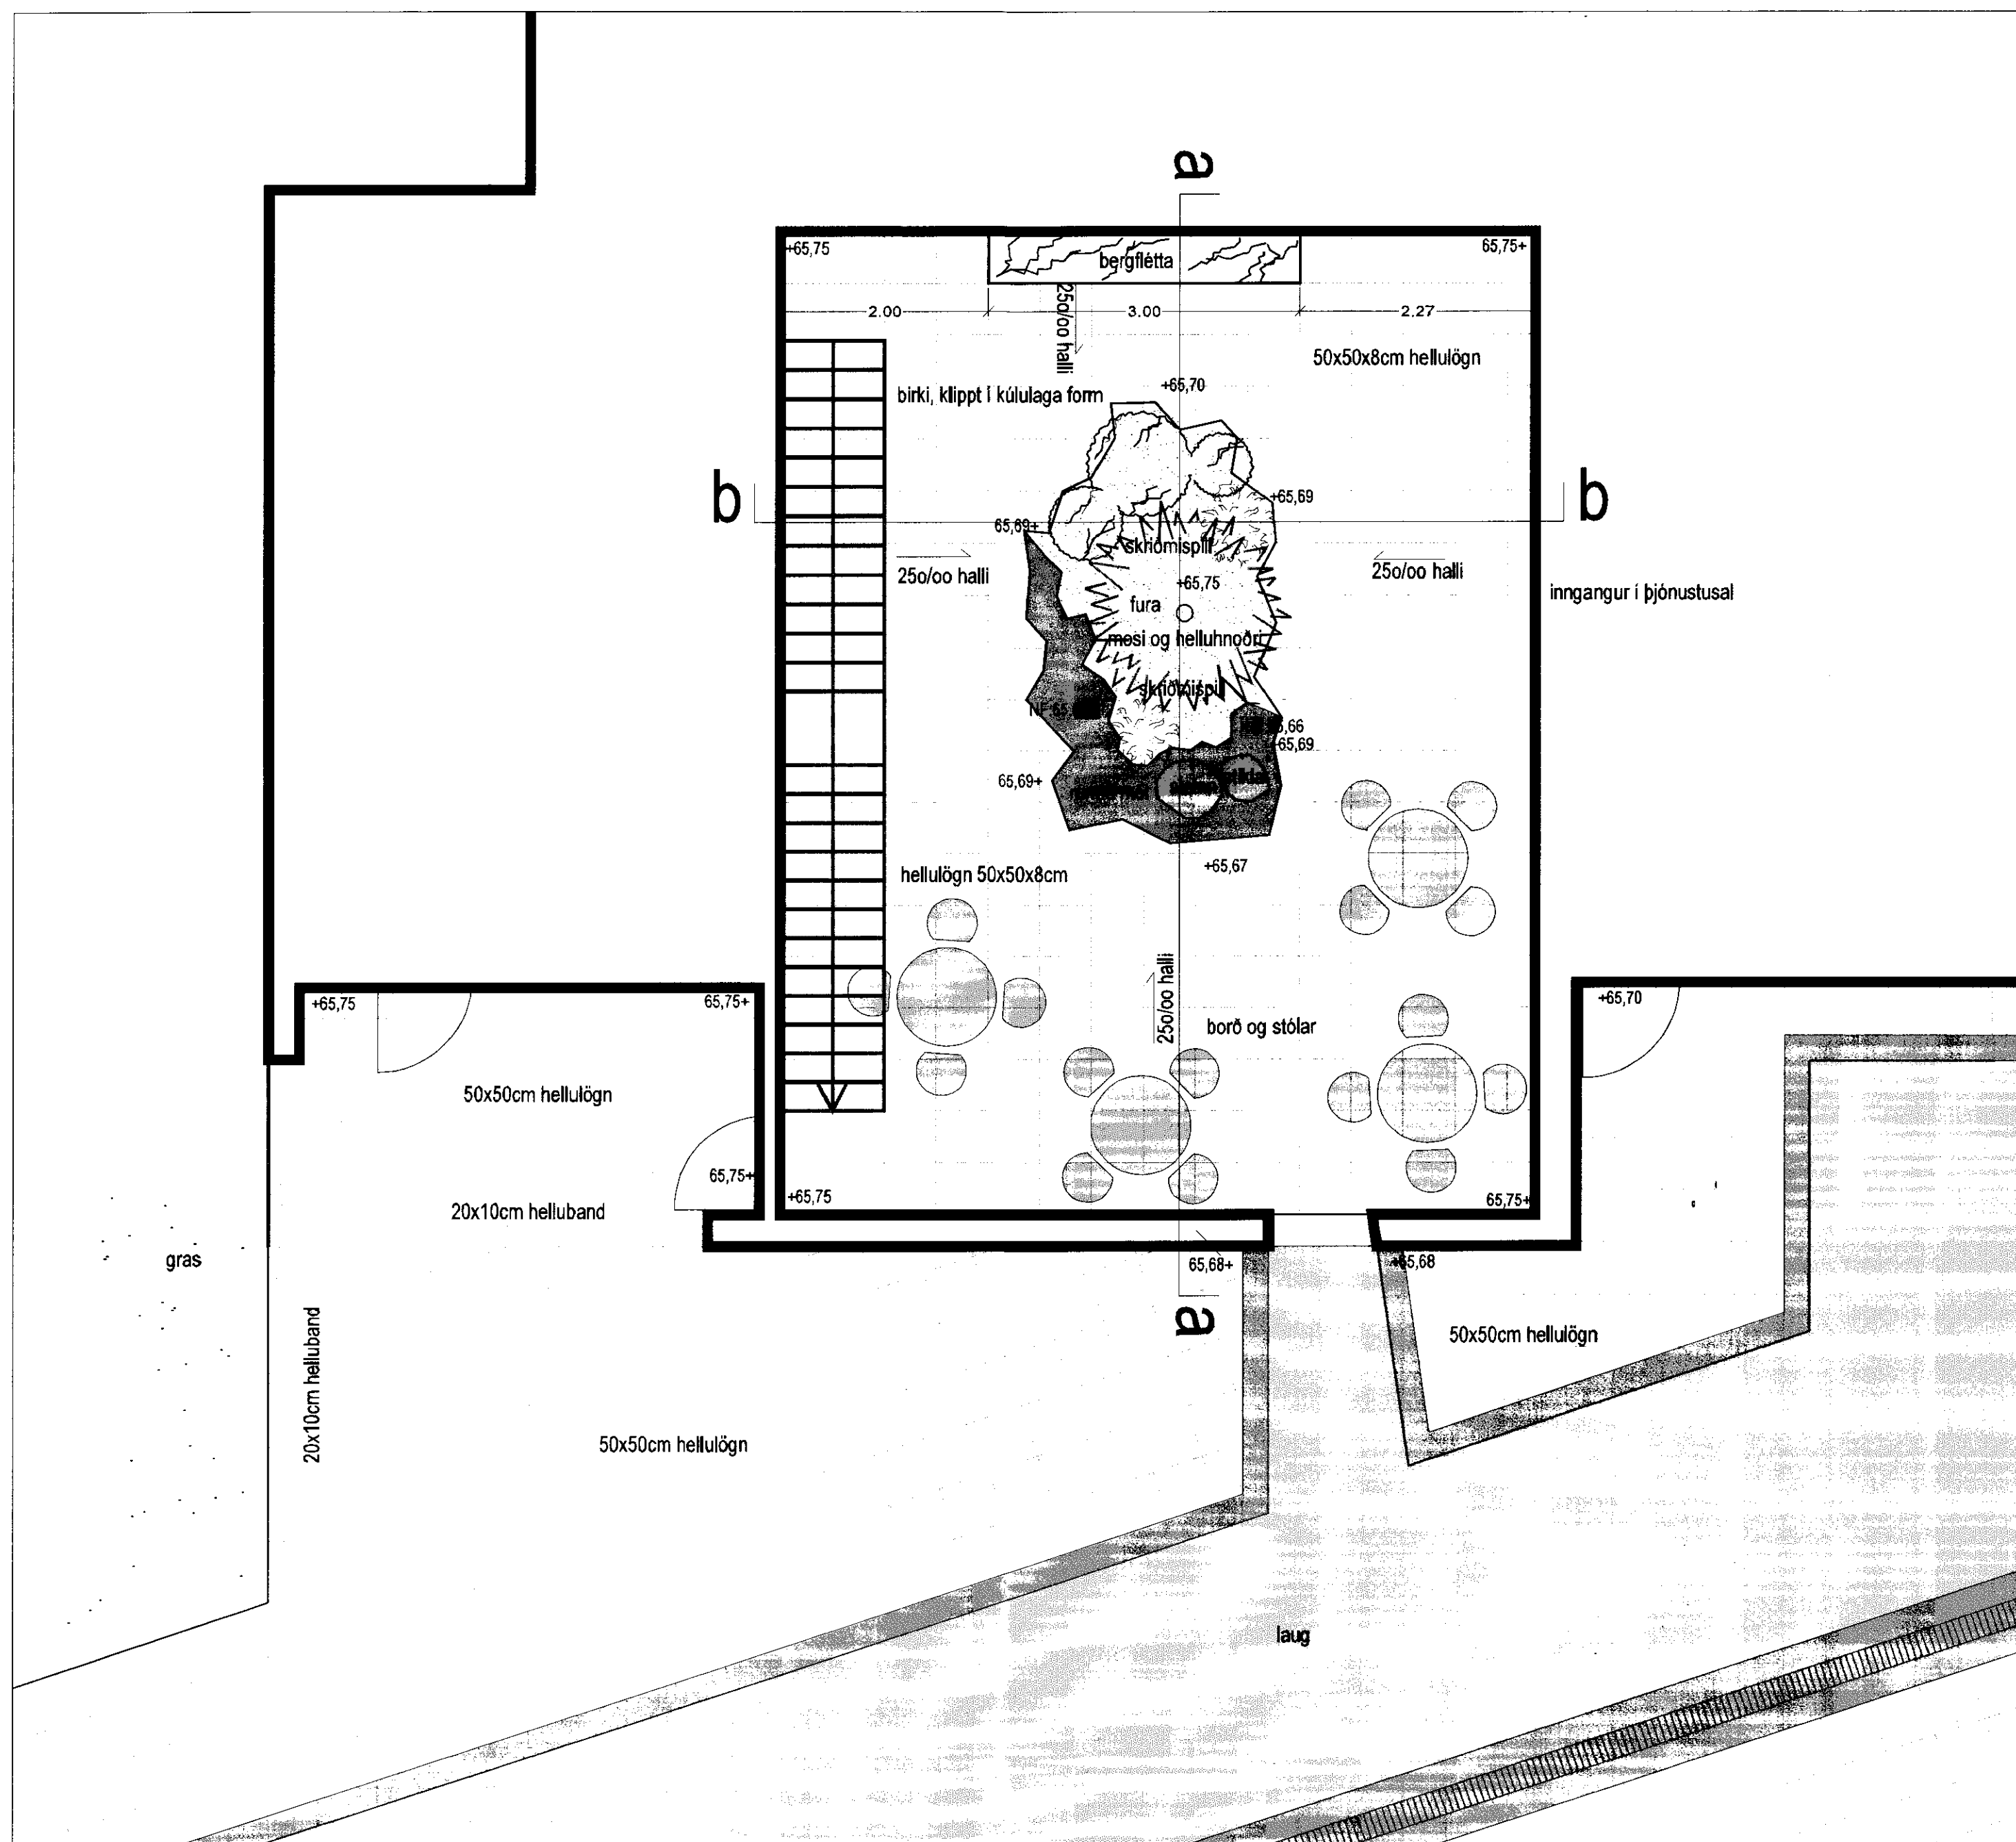 a
+65,75
65,75+
bergflétta
2.00
3.00
2.27
25o/oo halli
50x50x8cm hellulögn
+65,70
birki, klippt í kúlulaga form
b
b
+65,69
65,69+
skriðmispill
25o/oo halli
25o/oo halli
+65,75
inngangur í þjónustusal
fura
mosi og helluhnoðri
skriðmispill
+65,69
65,69+
+65,67
hellulögn 50x50x8cm
25o/oo halli
borð og stólar
+65,75
65,75+
+65,70
50x50cm hellulögn
65,75+
+65,75
65,75+
20x10cm helluband
gras
65,68+
+65,68
a
20x10cm helluband
50x50cm hellulögn
50x50cm hellulögn
laug